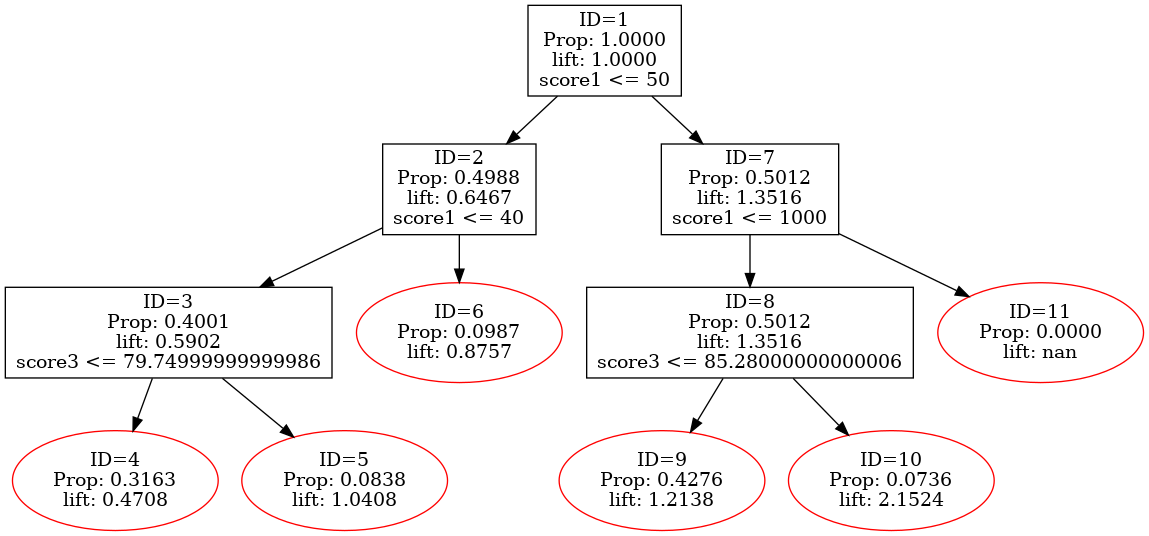 ID=1
Prop: 1.0000
lift: 1.0000
score1 <= 50
ID=2
Prop: 0.4988
lift: 0.6467
score1 <= 40
ID=7
Prop: 0.5012
lift: 1.3516
score1 <= 1000
ID=3
Prop: 0.4001
lift: 0.5902
score3 <= 79.74999999999986
ID=6
Prop: 0.0987
lift: 0.8757
ID=8
Prop: 0.5012
lift: 1.3516
score3 <= 85.28000000000006
ID=11
Prop: 0.0000
lift: nan
ID=4
Prop: 0.3163
lift: 0.4708
ID=5
Prop: 0.0838
lift: 1.0408
ID=9
Prop: 0.4276
lift: 1.2138
ID=10
Prop: 0.0736
lift: 2.1524